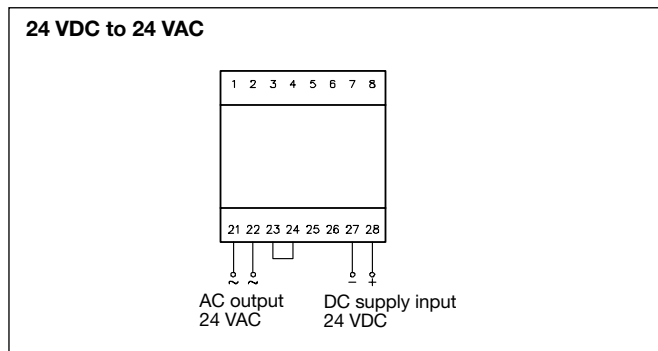 24 VDC to 24 VAC
1 2 3 4 5 6 7 8
21 22 23 24 25 26 27 28
~ ~ - +
AC output
24 VAC
DC supply input
24 VDC